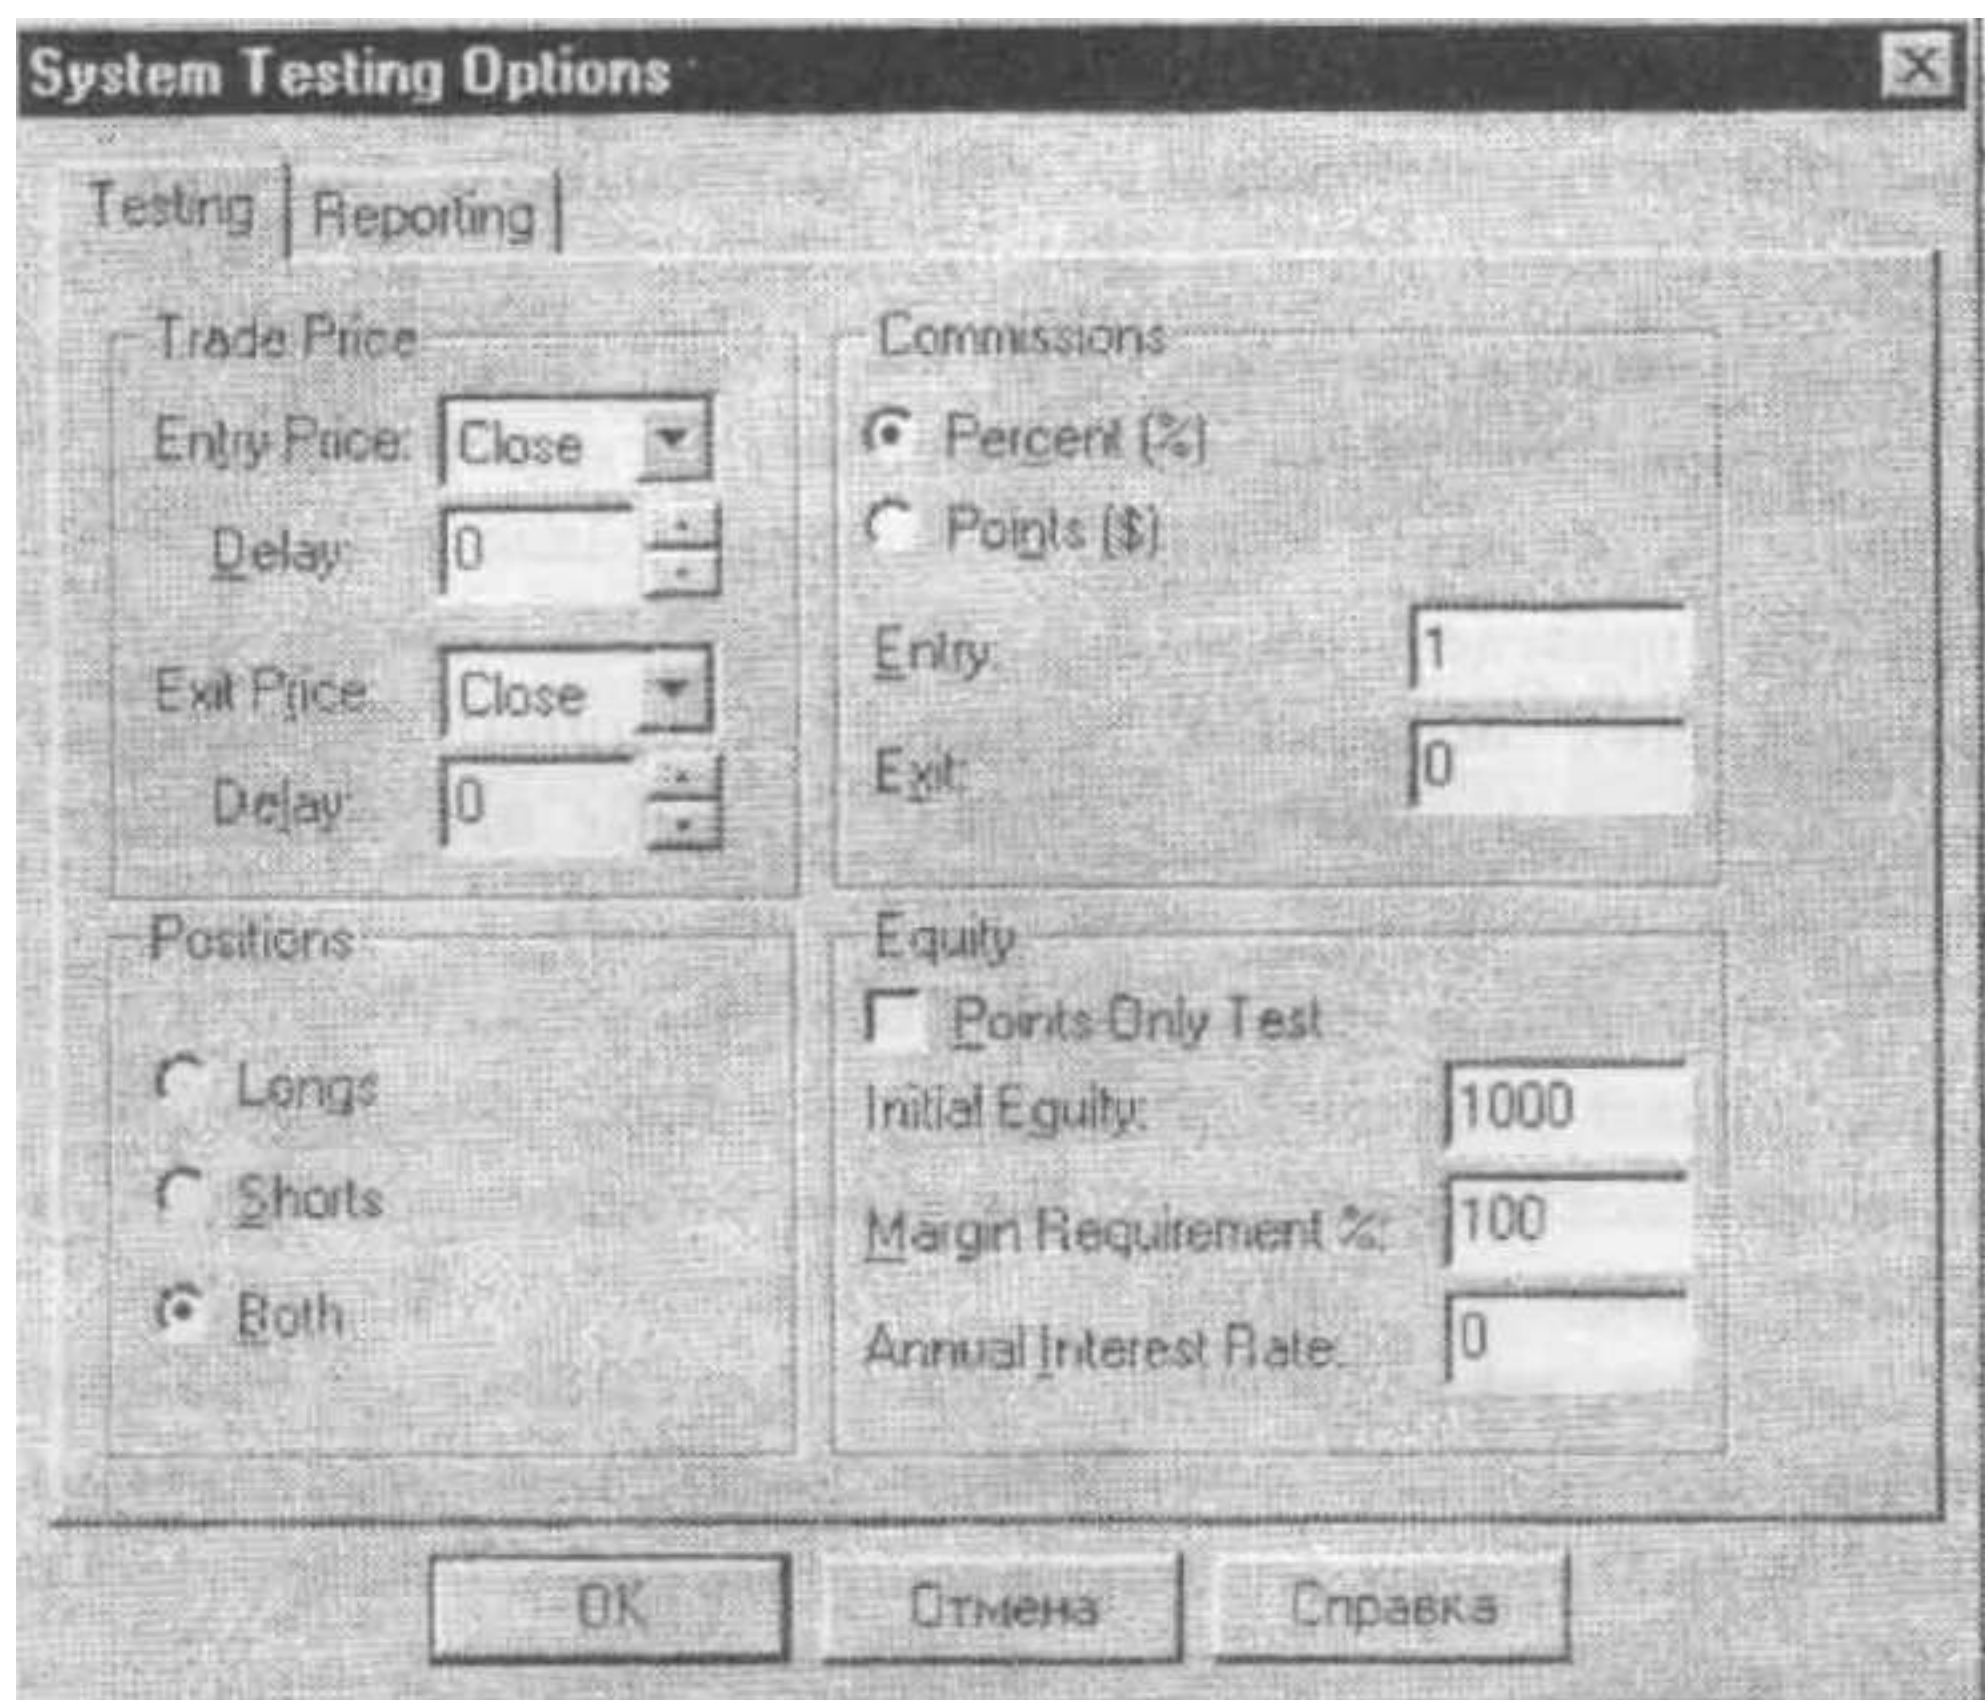 System Testing Options
Testing
Reporting
Trade Price
Entry Price: Close
Delay: 0
Exit Price: Close
Delay: 0
Commissions
Percent (%)
Points ($)
Entry: 1
Exit: 0
Positions
Longs
Shorts
Both
Equity
Points Only Test
Initial Equity: 1000
Margin Requirement %: 100
Annual Interest Rate: 0
OK
Отмена
Справка